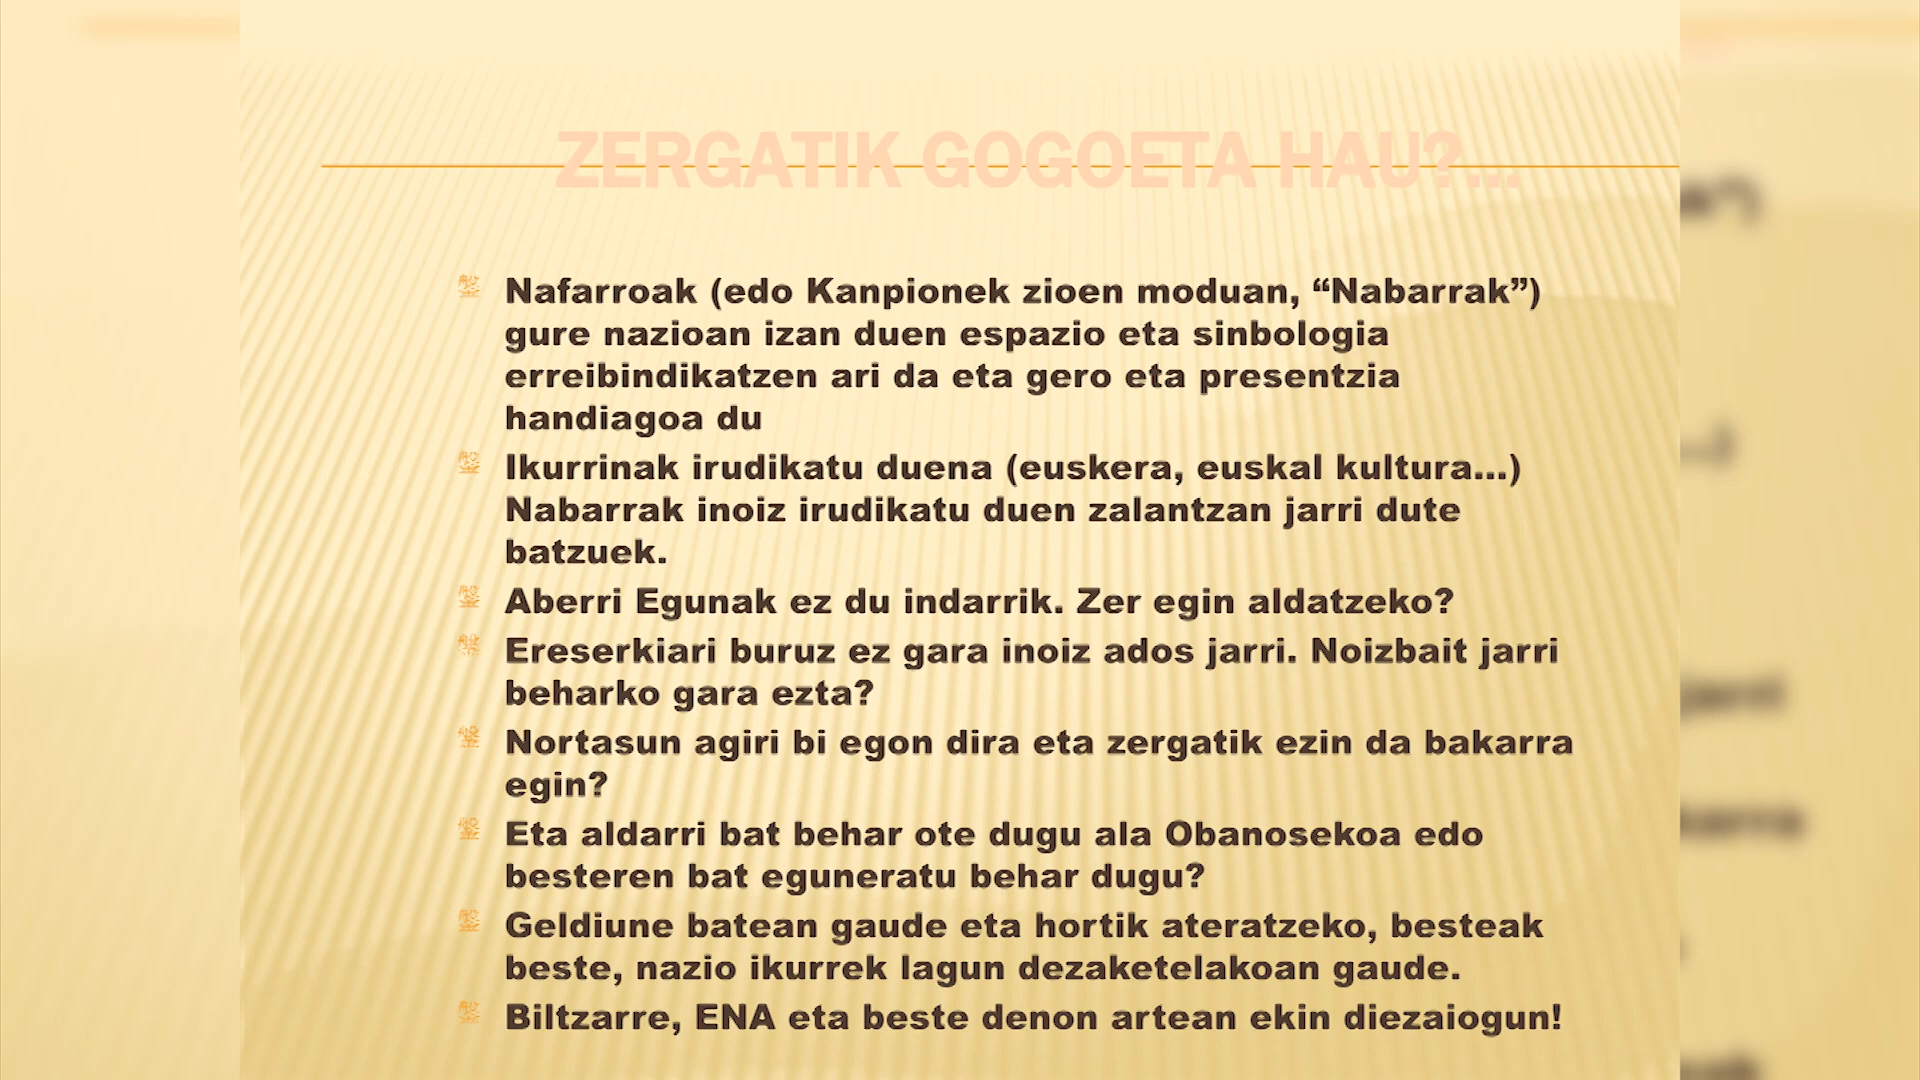 ZERGATIK GOGOETA HAU?...
Nafarroak (edo Kanpionek zioen moduan, “Nabarrak”)
gure nazioan izan duen espazio eta sinbologia
erreibindikatzen ari da eta gero eta presentzia
handiagoa du
Ikurrinak irudikatu duena (euskera, euskal kultura...)
Nabarrak inoiz irudikatu duen zalantzan jarri dute
batzuek.
Aberri Egunak ez du indarrik. Zer egin aldatzeko?
Ereserkiari buruz ez gara inoiz ados jarri. Noizbait jarri
beharko gara ezta?
Nortasun agiri bi egon dira eta zergatik ezin da bakarra
egin?
Eta aldarri bat behar ote dugu ala Obanosekoa edo
besteren bat eguneratu behar dugu?
Geldiune batean gaude eta hortik ateratzeko, besteak
beste, nazio ikurrek lagun dezaketelakoan gaude.
Biltzarre, ENA eta beste denon artean ekin diezaiogun!